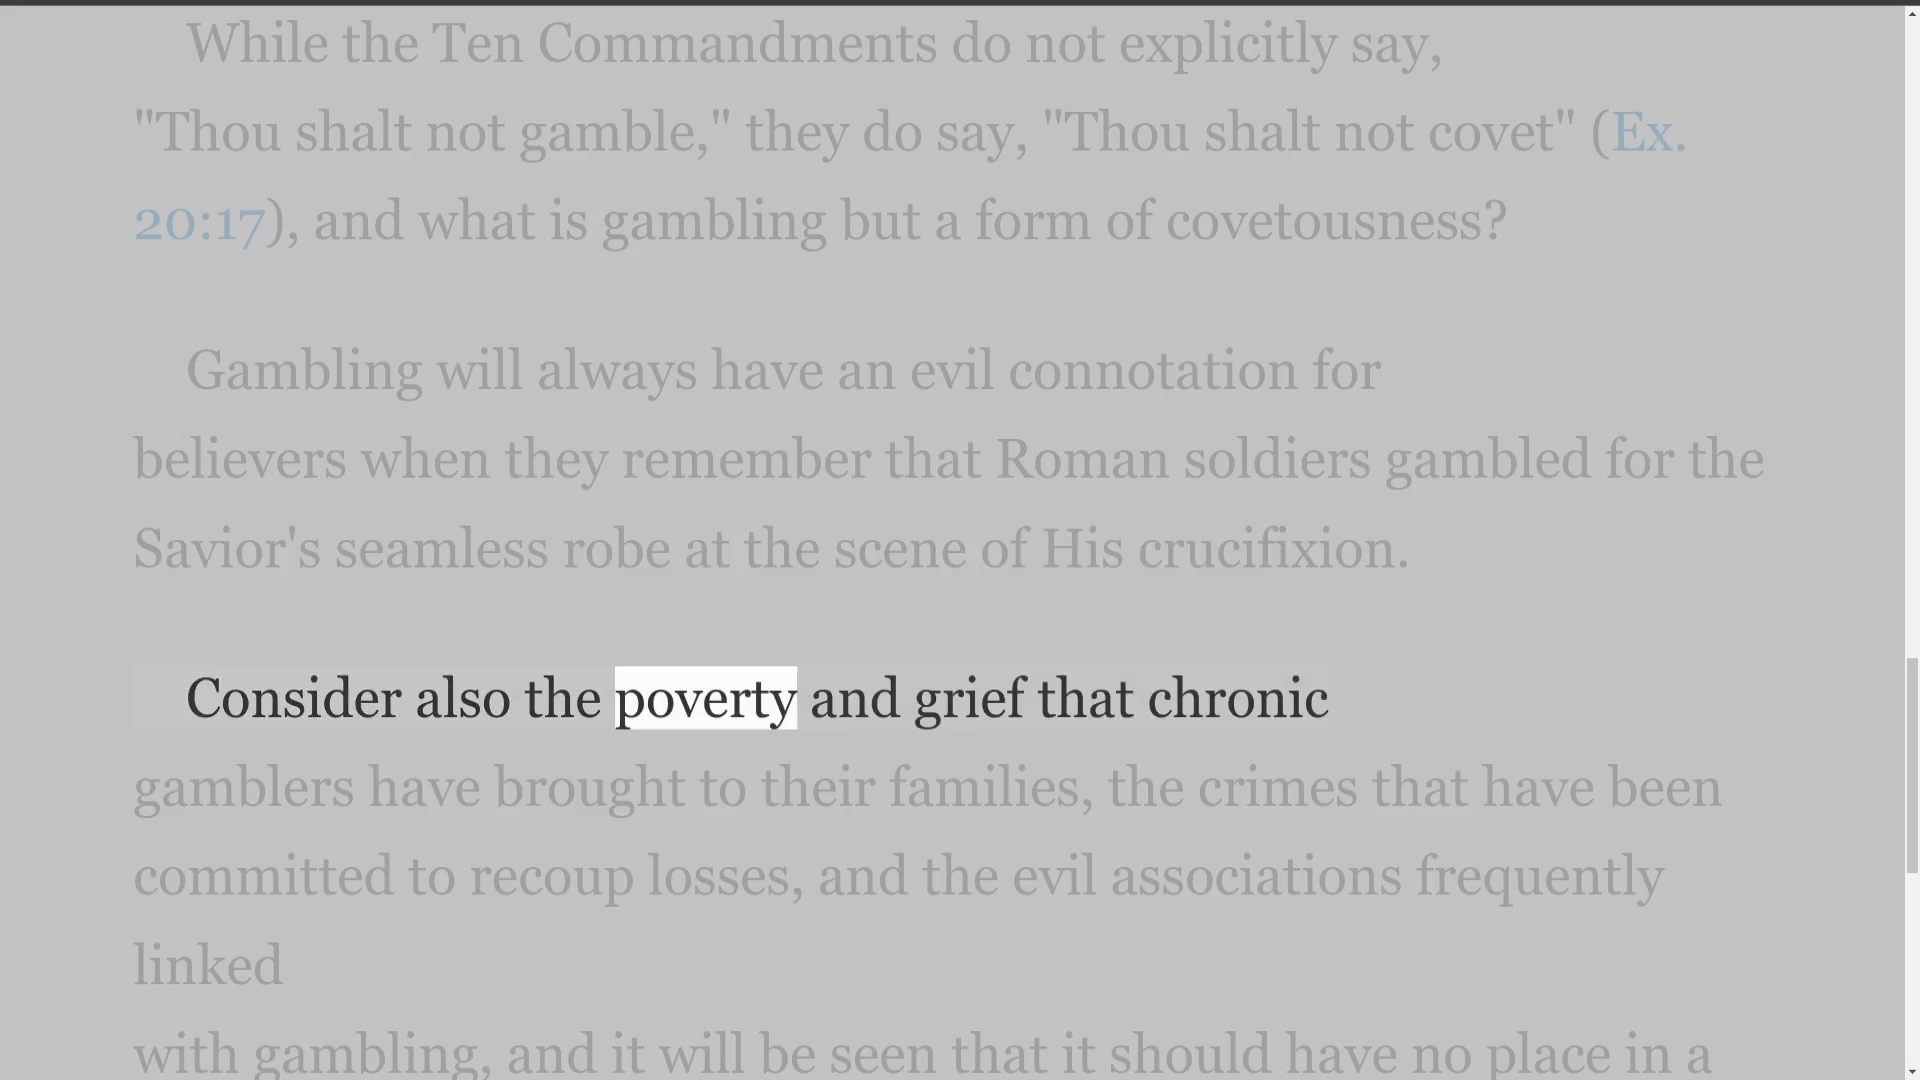 While the Ten Commandments do not explicitly say,
"Thou shalt not gamble," they do say, "Thou shalt not covet" (Ex.
20:17), and what is gambling but a form of covetousness?
Gambling will always have an evil connotation for
believers when they remember that Roman soldiers gambled for the
Savior's seamless robe at the scene of His crucifixion.
Consider also the poverty and grief that chronic
gamblers have brought to their families, the crimes that have been
committed to recoup losses, and the evil associations frequently
linked
with gambling, and it will be seen that it should have no place in a